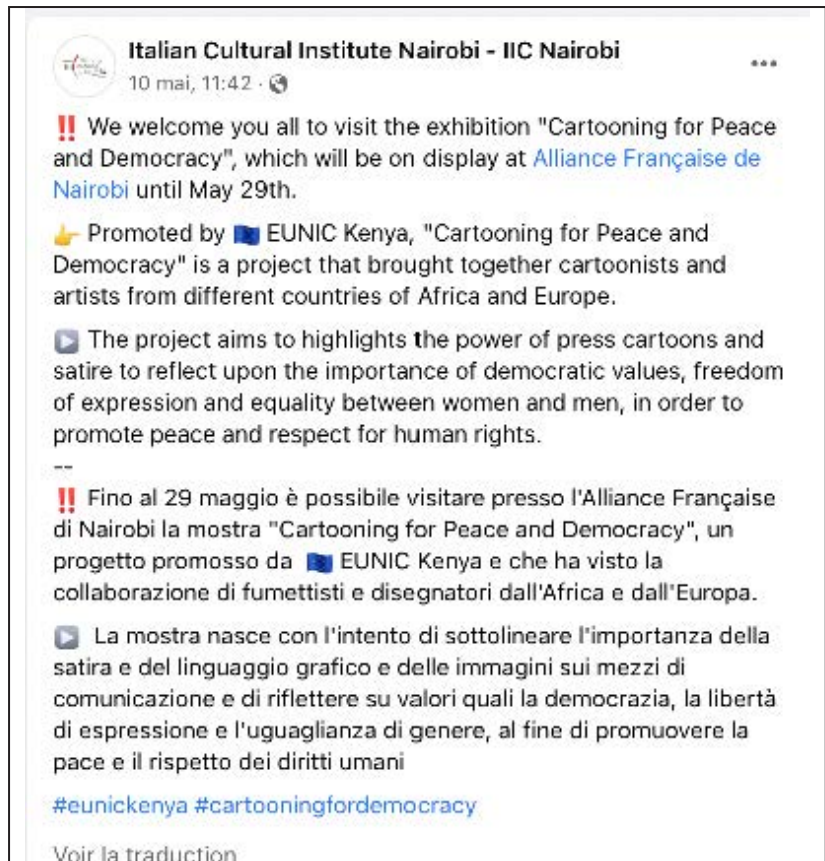 Italian Cultural Institute Nairobi - IIC Nairobi
10 mai, 11:42 ·
‼️ We welcome you all to visit the exhibition "Cartooning for Peace
and Democracy", which will be on display at Alliance Française de
Nairobi until May 29th.
👉 Promoted by 🇪🇺 EUNIC Kenya, "Cartooning for Peace and
Democracy" is a project that brought together cartoonists and
artists from different countries of Africa and Europe.
▶️ The project aims to highlights the power of press cartoons and
satire to reflect upon the importance of democratic values, freedom
of expression and equality between women and men, in order to
promote peace and respect for human rights.
--
‼️ Fino al 29 maggio è possibile visitare presso l'Alliance Française
di Nairobi la mostra "Cartooning for Peace and Democracy", un
progetto promosso da 🇪🇺 EUNIC Kenya e che ha visto la
collaborazione di fumettisti e disegnatori dall'Africa e dall'Europa.
▶️ La mostra nasce con l'intento di sottolineare l'importanza della
satira e del linguaggio grafico e delle immagini sui mezzi di
comunicazione e di riflettere su valori quali la democrazia, la libertà
di espressione e l'uguaglianza di genere, al fine di promuovere la
pace e il rispetto dei diritti umani
#eunickenya #cartooningfordemocracy
Voir la traduction